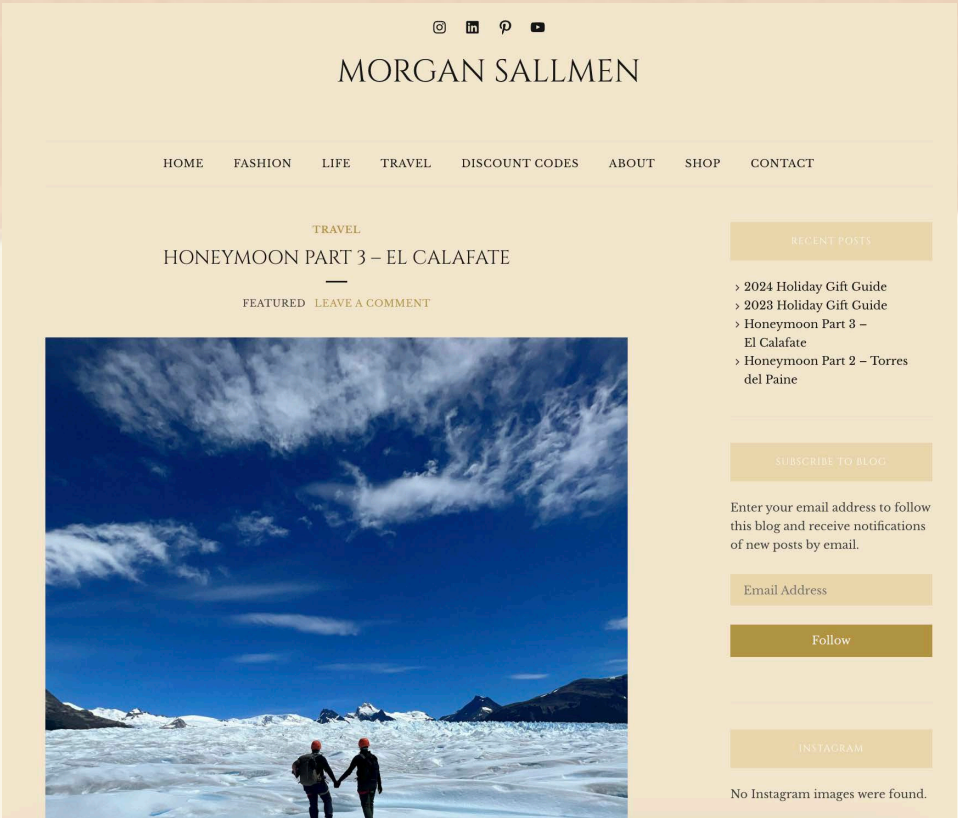 MORGAN SALLMEN
HOME FASHION LIFE TRAVEL DISCOUNT CODES ABOUT SHOP CONTACT
TRAVEL
HONEYMOON PART 3 – EL CALAFATE
FEATURED LEAVE A COMMENT
RECENT POSTS
2024 Holiday Gift Guide
2023 Holiday Gift Guide
Honeymoon Part 3 –
El Calafate
Honeymoon Part 2 – Torres
del Paine
SUBSCRIBE TO BLOG
Enter your email address to follow
this blog and receive notifications
of new posts by email.
Email Address
Follow
INSTAGRAM
No Instagram images were found.